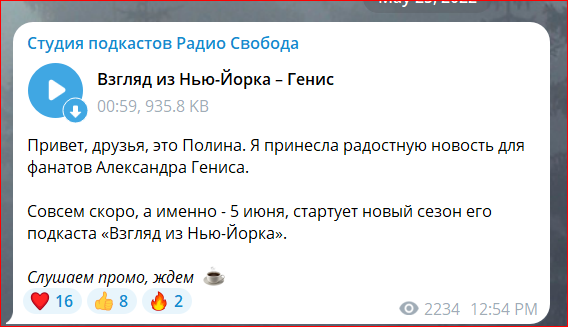 Студия подкастов Радио Свобода
Взгляд из Нью-Йорка – Генис
00:59, 935.8 KB
Привет, друзья, это Полина. Я принесла радостную новость для
фанатов Александра Гениса.
Совсем скоро, а именно - 5 июня, стартует новый сезон его
подкаста «Взгляд из Нью-Йорка».
Слушаем промо, ждем ☕
❤️ 16 👍 8 🔥 2 2234 12:54 PM